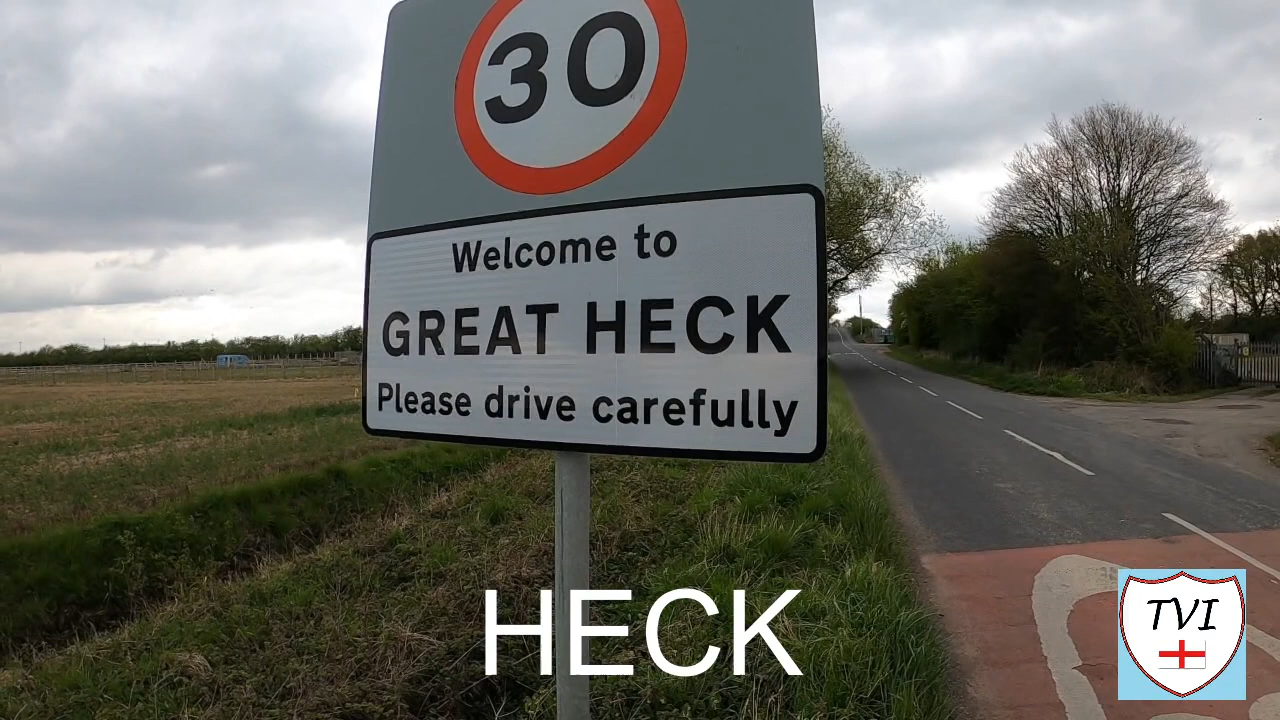 30
Welcome to
GREAT HECK
Please drive carefully
HECK
TVI